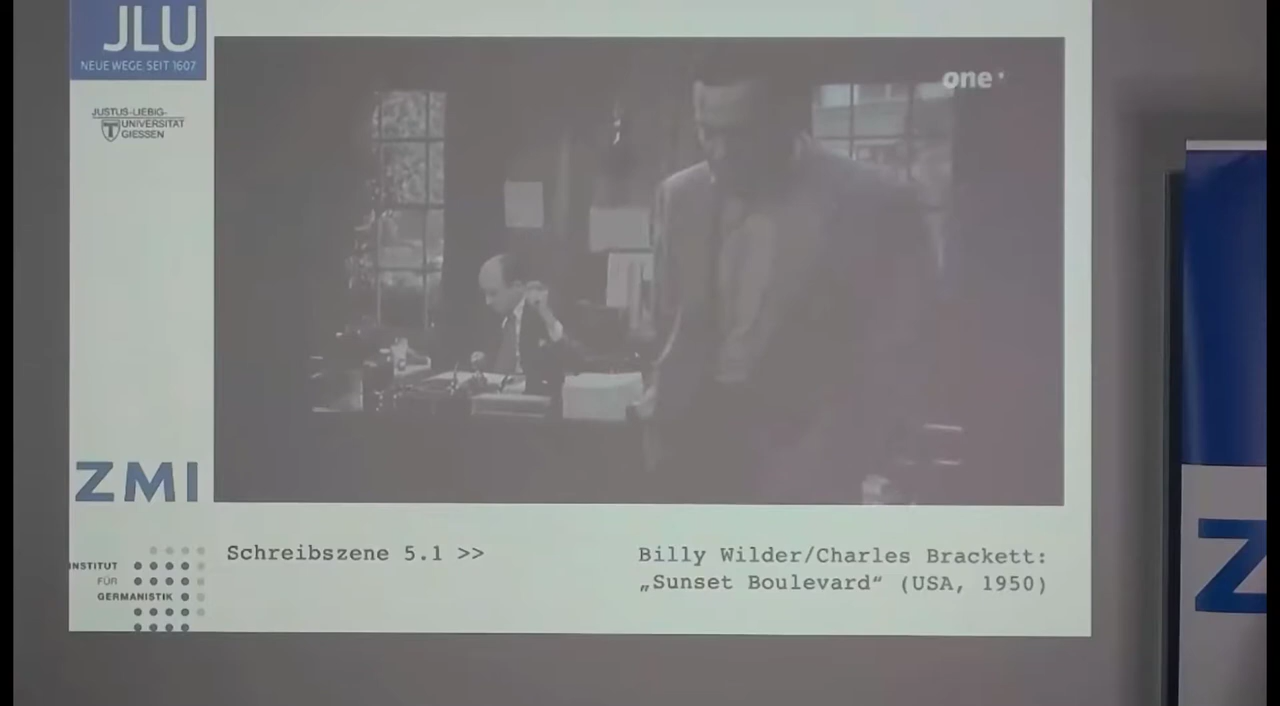 JLU
NEUE WEGE. SEIT 1607
JUSTUS-LIEBIG-
UNIVERSITÄT
GIESSEN
one
ZMI
INSTITUT
FÜR
GERMANISTIK
Schreibszene 5.1 >>
Billy Wilder/Charles Brackett:
„Sunset Boulevard“ (USA, 1950)
Z